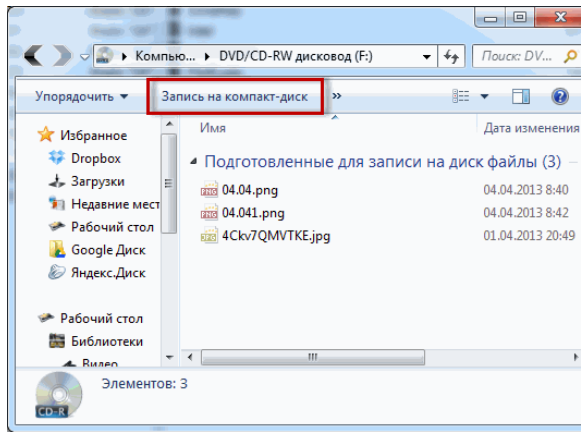 Компью... ▸ DVD/CD-RW дисковод (F:)
Поиск: DV...
Упорядочить
Запись на компакт-диск
»
Избранное
Dropbox
Загрузки
Недавние мест
Рабочий стол
Google Диск
Яндекс.Диск
Рабочий стол
Библиотеки
Видео
Имя
Дата изменения
Подготовленные для записи на диск файлы (3)
04.04.png 04.04.2013 8:40
04.041.png 04.04.2013 8:42
4Ckv7QMVTKE.jpg 01.04.2013 20:49
Элементов: 3
CD-R